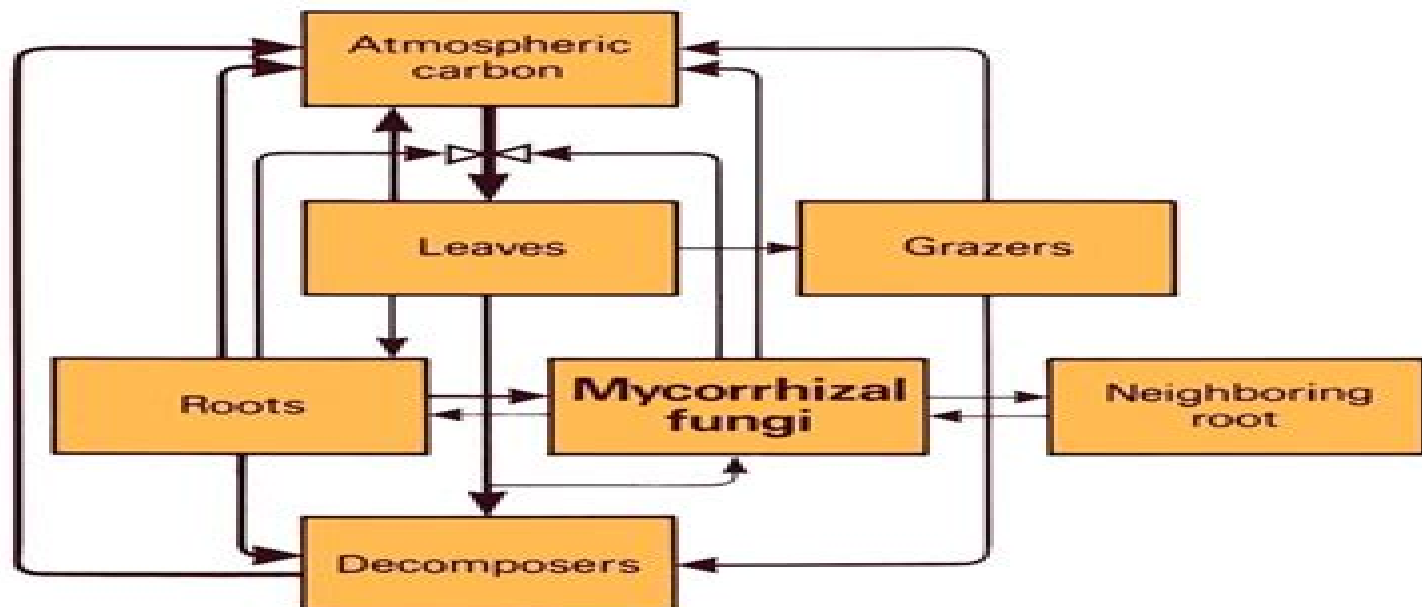 Atmospheric
carbon
Leaves
Grazers
Roots
Mycorrhizal
fungi
Neighboring
root
Decomposers